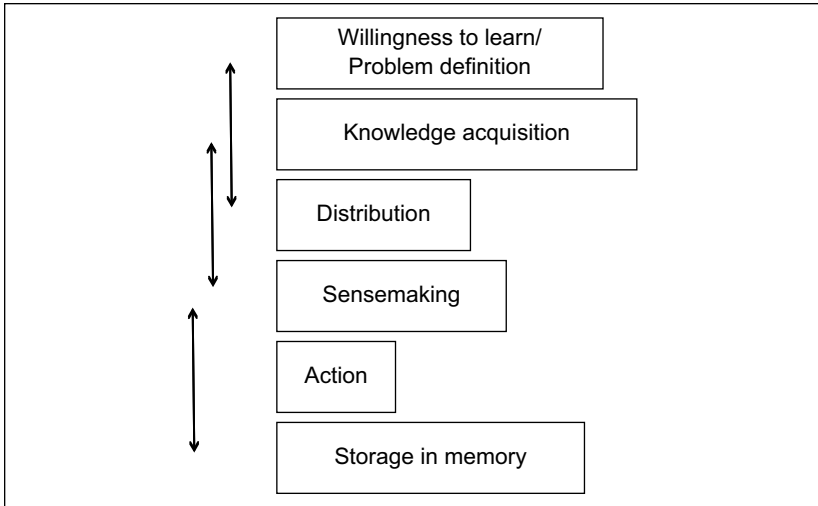 Willingness to learn/
Problem definition
Knowledge acquisition
Distribution
Sensemaking
Action
Storage in memory